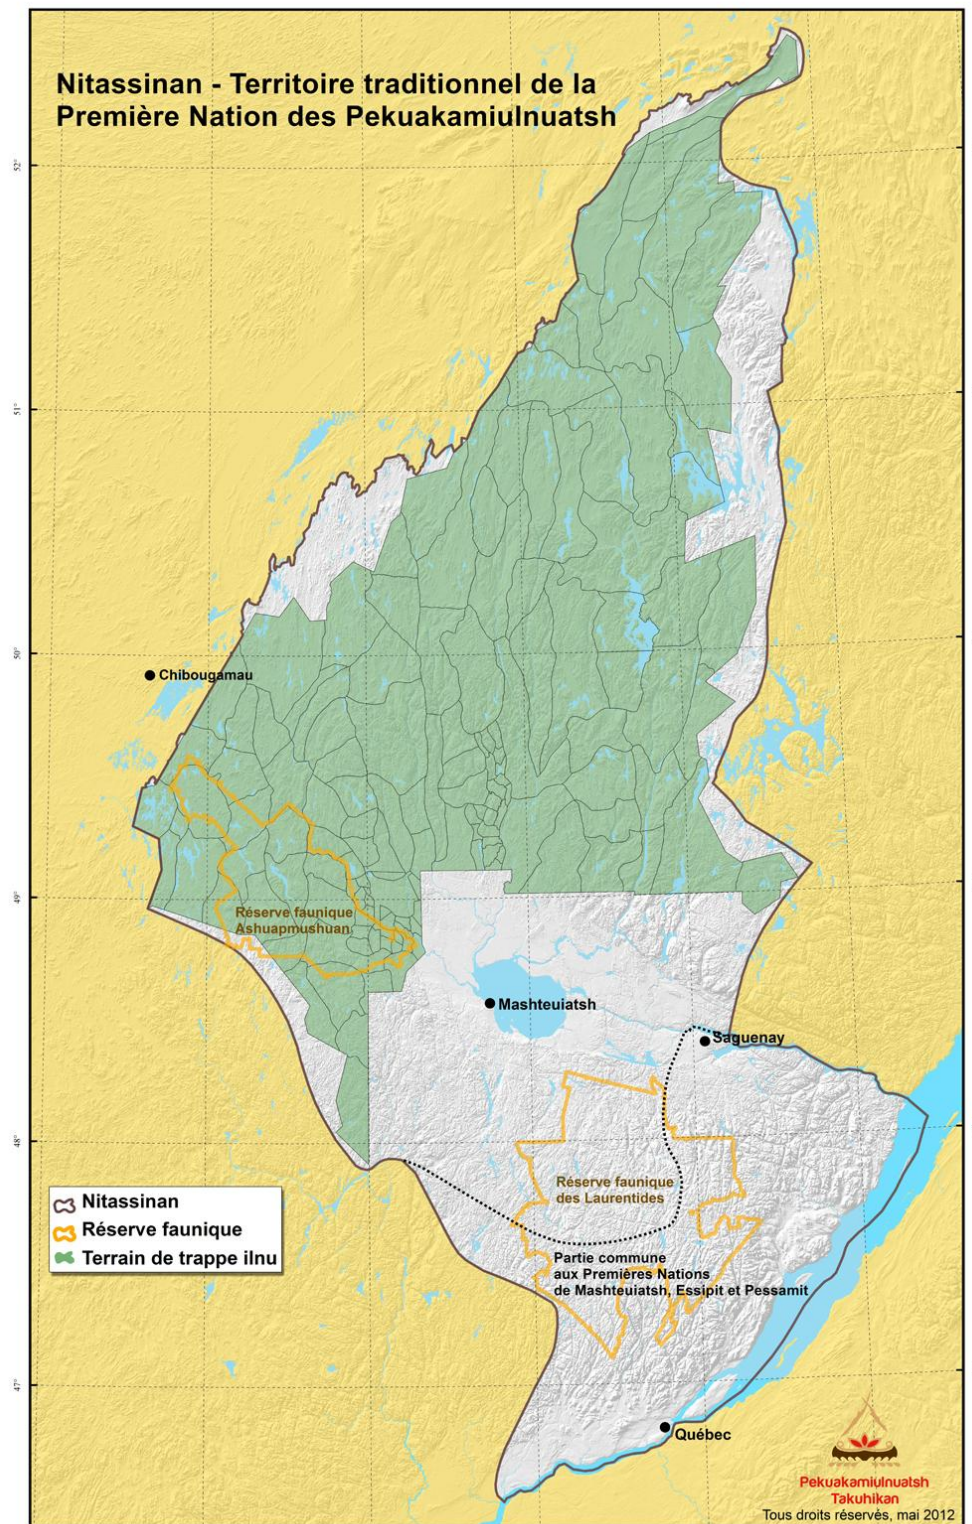 Nitassinan - Territoire traditionnel de la
Première Nation des Pekuakamiulnuatsh
52°
51°
50°
Chibougamau
49°
Réserve faunique
Ashuapmushuan
Mashteuiatsh
Saguenay
48°
Réserve faunique
des Laurentides
Nitassinan
Réserve faunique
Terrain de trappe ilnu
Partie commune
aux Premières Nations
de Mashteuiatsh, Essipit et Pessamit
47°
Québec
Pekuakamiulnuatsh
Takuhikan
Tous droits réservés, mai 2012